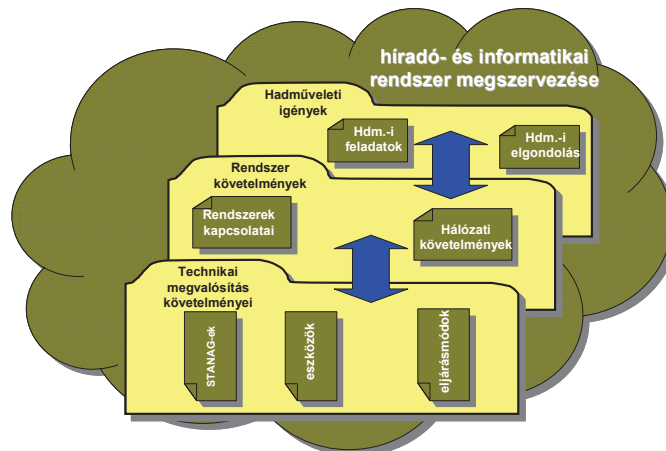 híradó- és informatikai
rendszer megszervezése
Hadműveleti
igények
Hdm.-i
feladatok
Hdm.-i
elgondolás
Rendszer
követelmények
Rendszerek
kapcsolatai
Hálózati
követelmények
Technikai
megvalósítás
követelményei
STANAG-ek
eszközök
eljárásmódok